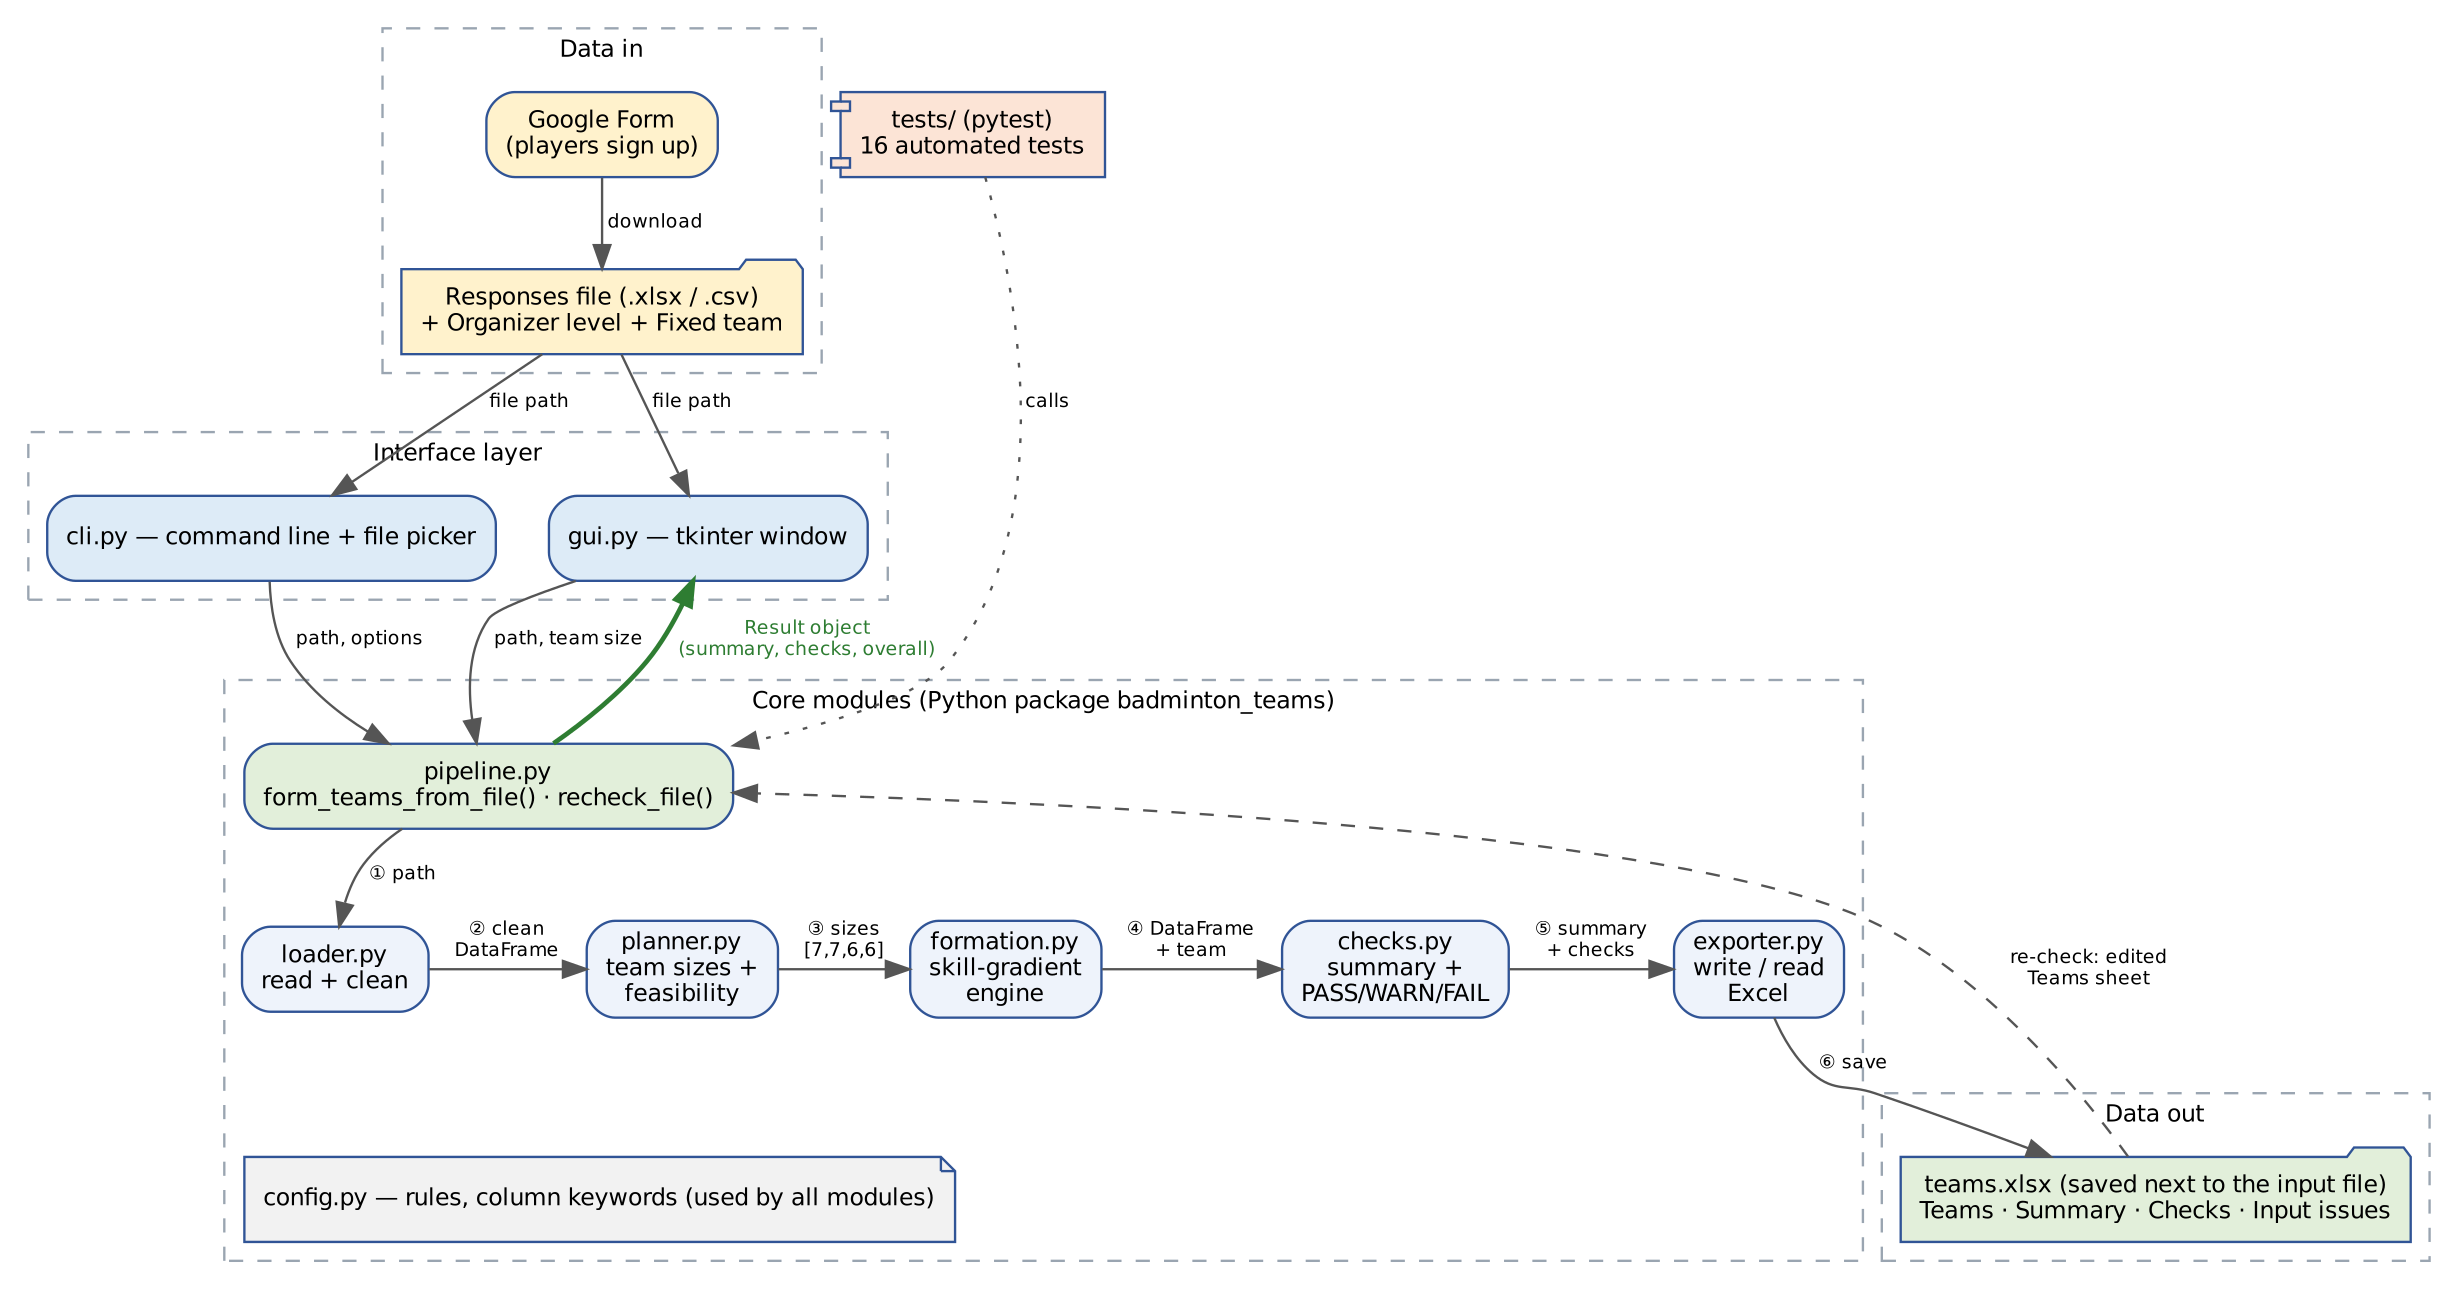 Data in
Google Form
(players sign up)
tests/ (pytest)
16 automated tests
download
Responses file (.xlsx / .csv)
+ Organizer level + Fixed team
file path
file path
calls
Interface layer
cli.py — command line + file picker
gui.py — tkinter window
path, options
path, team size
Result object
(summary, checks, overall)
Core modules (Python package badminton_teams)
pipeline.py
form_teams_from_file() · recheck_file()
① path
loader.py
read + clean
② clean
DataFrame
planner.py
team sizes +
feasibility
③ sizes
[7,7,6,6]
formation.py
skill-gradient
engine
④ DataFrame
+ team
checks.py
summary +
PASS/WARN/FAIL
⑤ summary
+ checks
exporter.py
write / read
Excel
re-check: edited
Teams sheet
⑥ save
Data out
config.py — rules, column keywords (used by all modules)
teams.xlsx (saved next to the input file)
Teams · Summary · Checks · Input issues